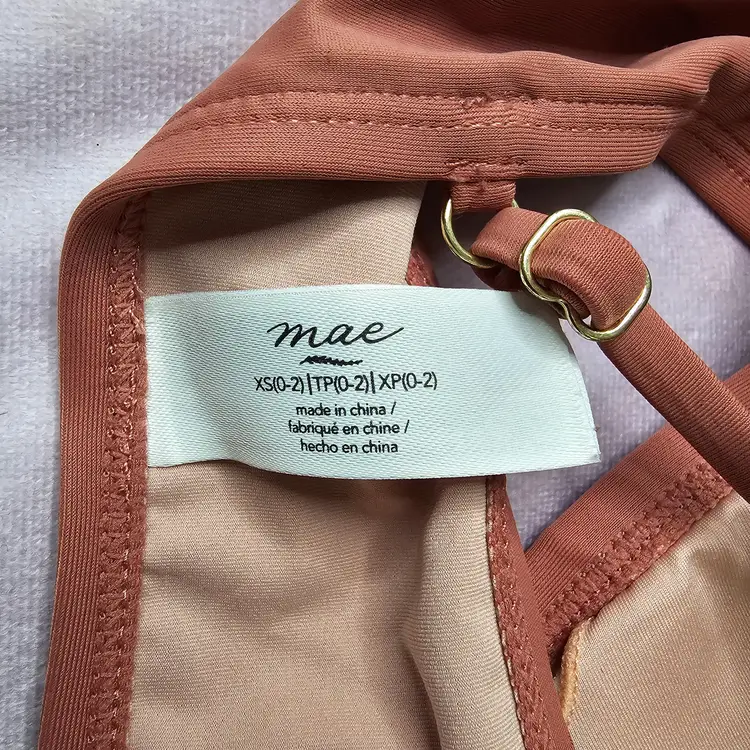 mae
XS(0-2)|TP(0-2)|XP(0-2)
made in china /
fabriqué en chine /
hecho en china